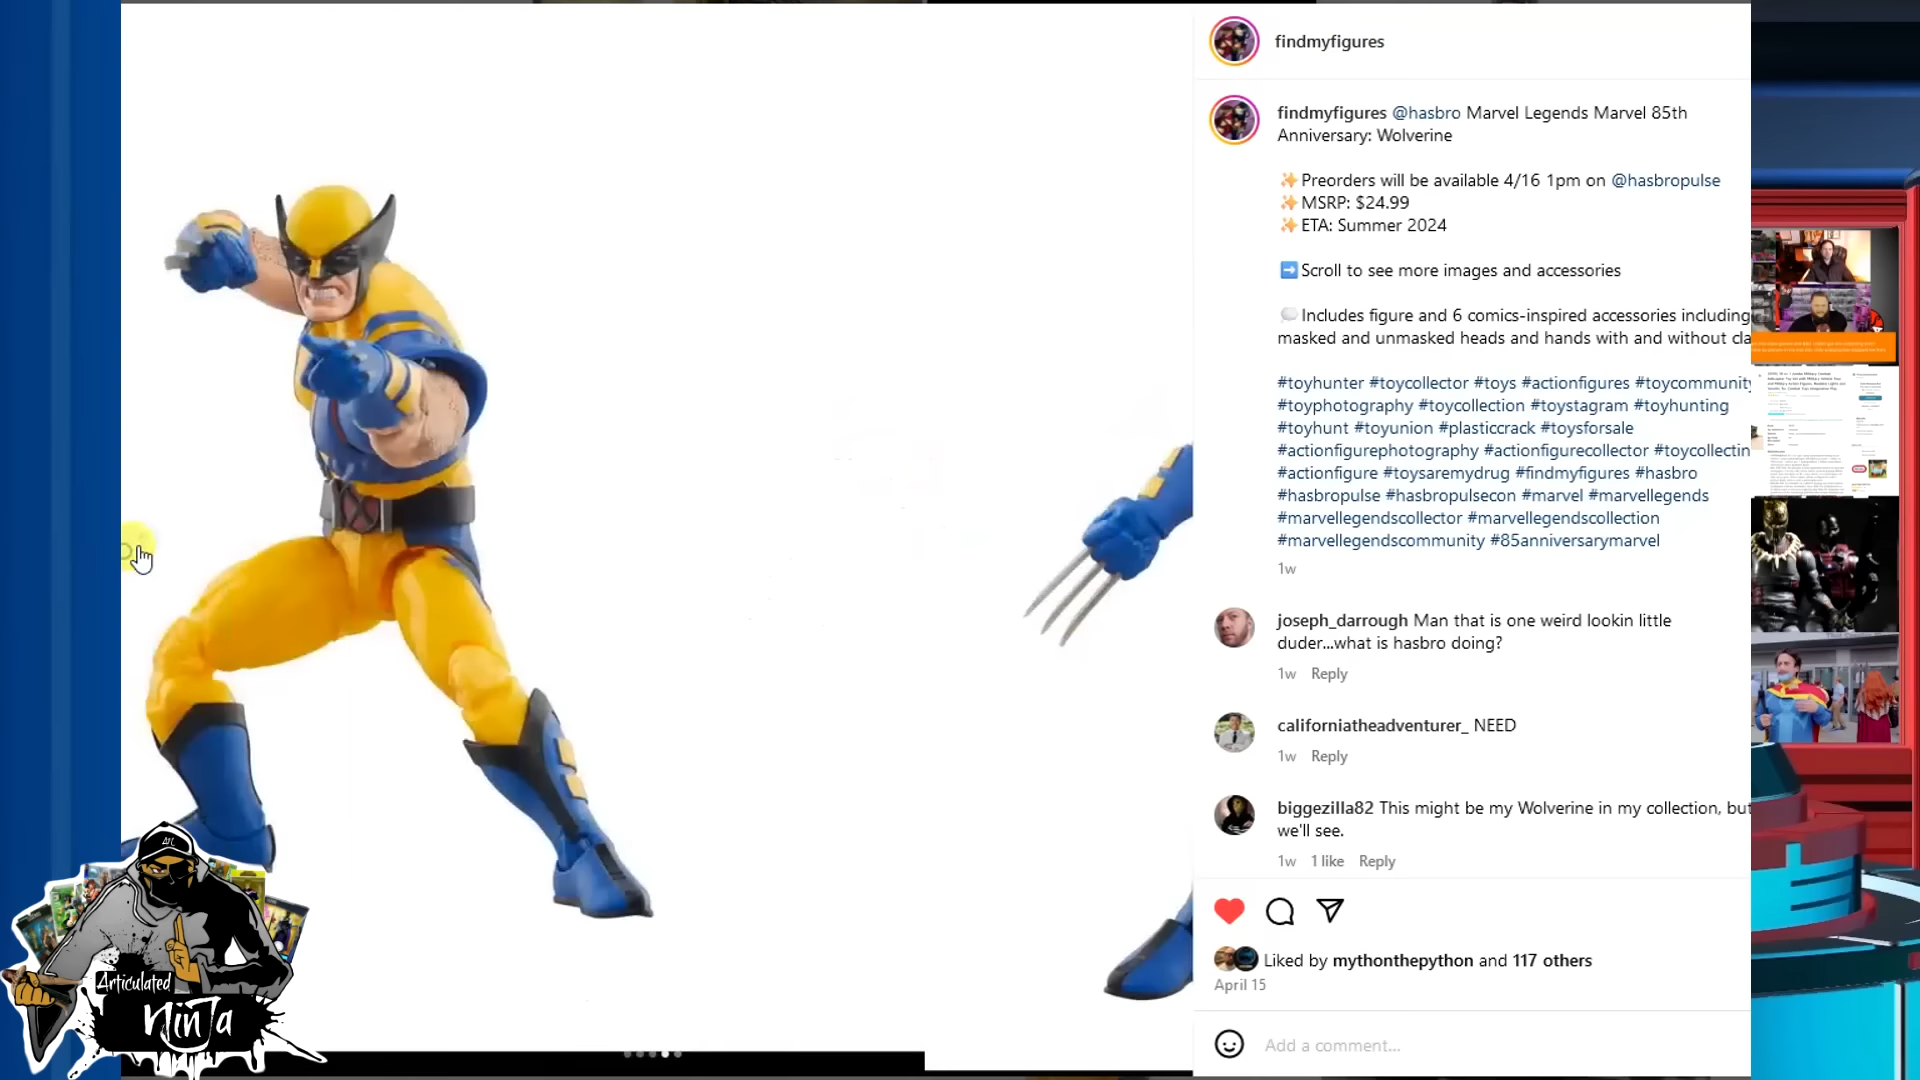 findmyfigures
findmyfigures @hasbro Marvel Legends Marvel 85th
Anniversary: Wolverine
✨Preorders will be available 4/16 1pm on @hasbropulse
✨MSRP: $24.99
✨ETA: Summer 2024
➡️Scroll to see more images and accessories
💭Includes figure and 6 comics-inspired accessories including
masked and unmasked heads and hands with and without cla
#toyhunter #toycollector #toys #actionfigures #toycommunity
#toyphotography #toycollection #toystagram #toyhunting
#toyhunt #toyunion #plasticcrack #toysforsale
#actionfigurephotography #actionfigurecollector #toycollectin
#actionfigure #toysaremydrug #findmyfigures #hasbro
#hasbropulse #hasbropulsecon #marvel #marvellegends
#marvellegendscollector #marvellegendscollection
#marvellegendscommunity #85anniversarymarvel
1w
joseph_darrough Man that is one weird lookin little
duder...what is hasbro doing?
1w Reply
californiatheadventurer_ NEED
1w Reply
biggezilla82 This might be my Wolverine in my collection, but
we'll see.
1w 1 like Reply
Liked by mythonthepython and 117 others
April 15
Add a comment...
Articulated
Ninja